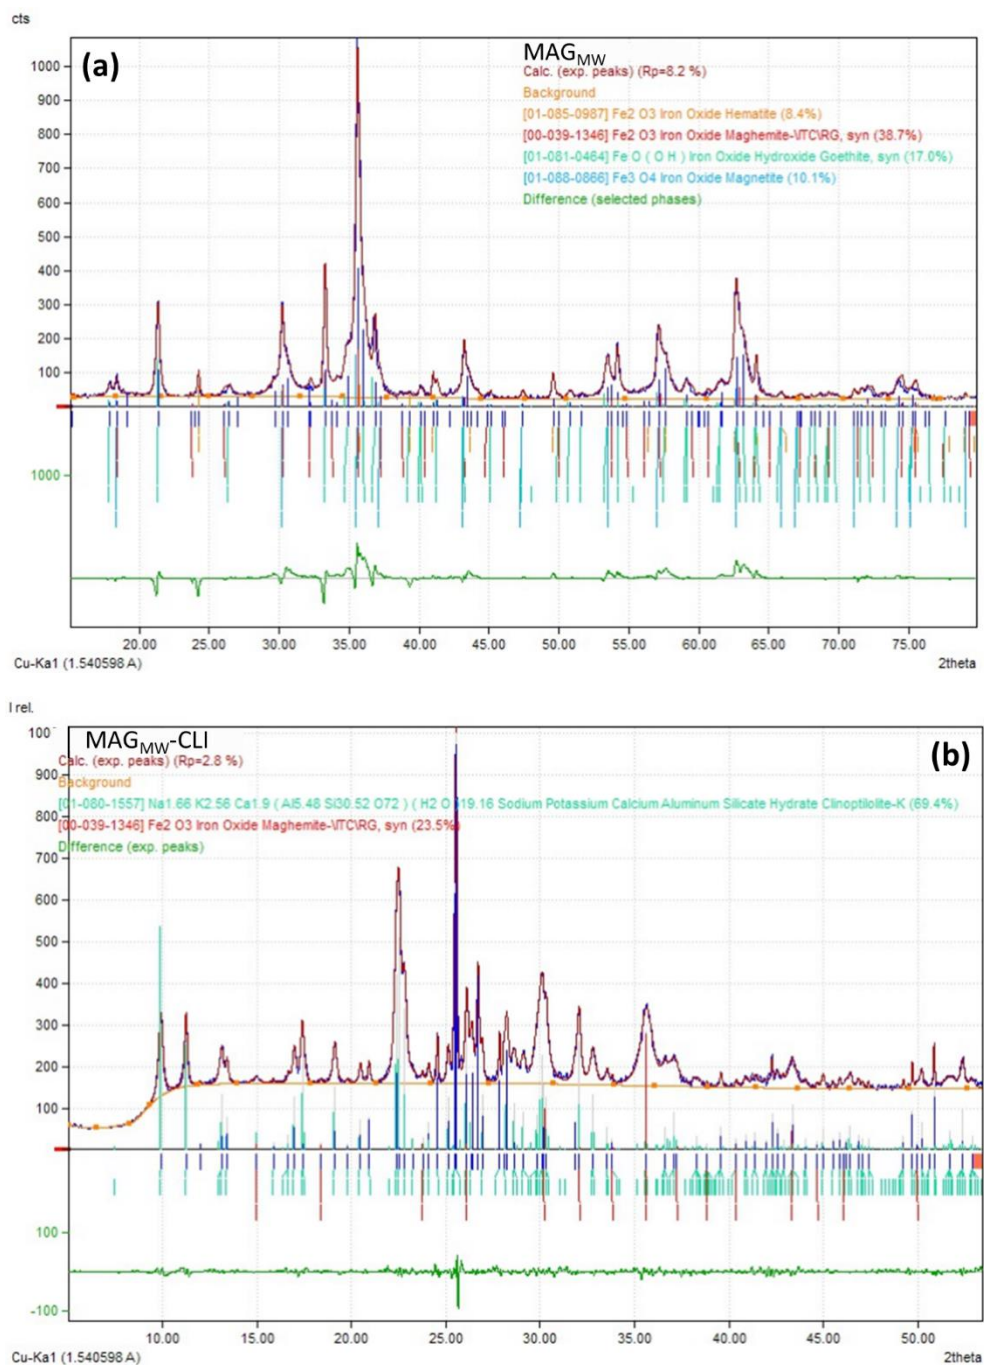 cts
(a)
MAG_MW
Calc. (exp. peaks) (Rp=8.2 %)
Background
[01-085-0987] Fe2 O3 Iron Oxide Hematite (8.4%)
[00-039-1346] Fe2 O3 Iron Oxide Maghemite-\ITC\RG, syn (38.7%)
[01-081-0464] Fe O ( O H ) Iron Oxide Hydroxide Goethite, syn (17.0%)
[01-088-0866] Fe3 O4 Iron Oxide Magnetite (10.1%)
Difference (selected phases)
1000
900
800
700
600
500
400
300
200
100
1000
20.00 25.00 30.00 35.00 40.00 45.00 50.00 55.00 60.00 65.00 70.00 75.00
Cu-Ka1 (1.540598 A) 2theta
I rel.
MAG_MW-CLI
(b)
Calc. (exp. peaks) (Rp=2.8 %)
Background
[01-080-1557] Na1.66 K2.56 Ca1.9 ( Al5.48 Si30.52 O72 ) ( H2 O )19.16 Sodium Potassium Calcium Aluminum Silicate Hydrate Clinoptilolite-K (69.4%)
[00-039-1346] Fe2 O3 Iron Oxide Maghemite-\ITC\RG, syn (23.5%)
Difference (exp. peaks)
100
900
800
700
600
500
400
300
200
100
100
-100
10.00 15.00 20.00 25.00 30.00 35.00 40.00 45.00 50.00
Cu-Ka1 (1.540598 A) 2theta